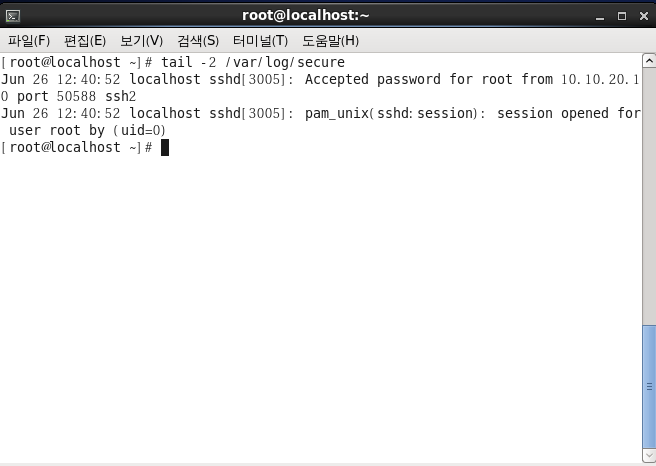 root@localhost:~
파일(F) 편집(E) 보기(V) 검색(S) 터미널(T) 도움말(H)
[root@localhost ~]# tail -2 /var/log/secure
Jun 26 12:40:52 localhost sshd[3005]: Accepted password for root from 10.10.20.1
0 port 50588 ssh2
Jun 26 12:40:52 localhost sshd[3005]: pam_unix(sshd:session): session opened for
 user root by (uid=0)
[root@localhost ~]#